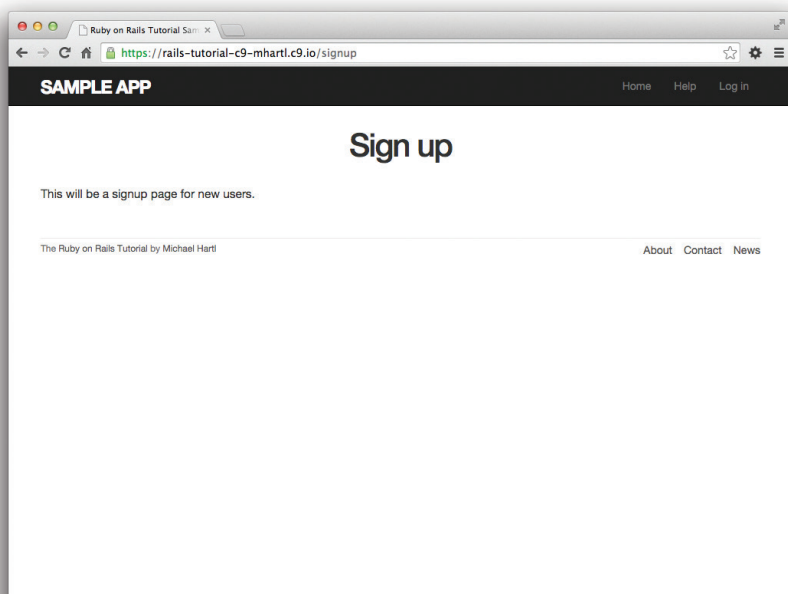 Ruby on Rails Tutorial Sam
https://rails-tutorial-c9-mhartl.c9.io/signup
SAMPLE APP
Home Help Log in
Sign up
This will be a signup page for new users.
The Ruby on Rails Tutorial by Michael Hartl
About Contact News